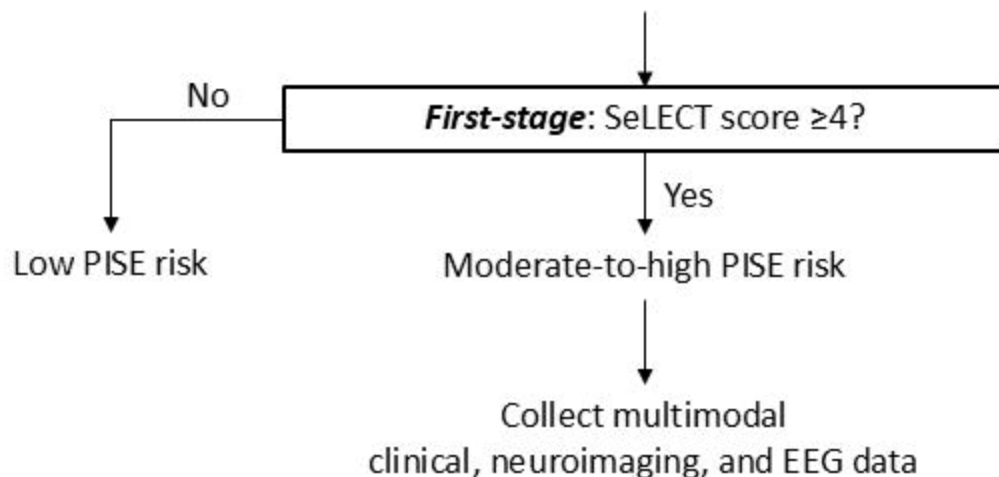 No
First-stage: SeLECT score ≥4?
Yes
Low PISE risk
Moderate-to-high PISE risk
Collect multimodal
clinical, neuroimaging, and EEG data